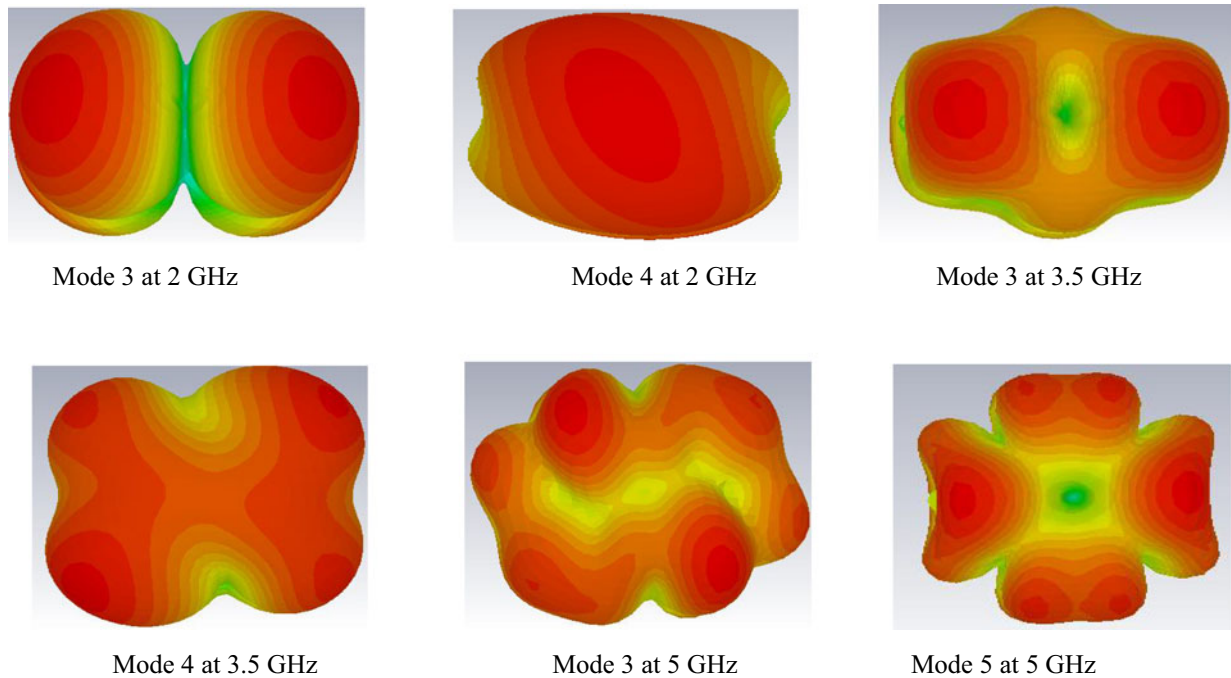 Mode 3 at 2 GHz
Mode 4 at 2 GHz
Mode 3 at 3.5 GHz
Mode 4 at 3.5 GHz
Mode 3 at 5 GHz
Mode 5 at 5 GHz